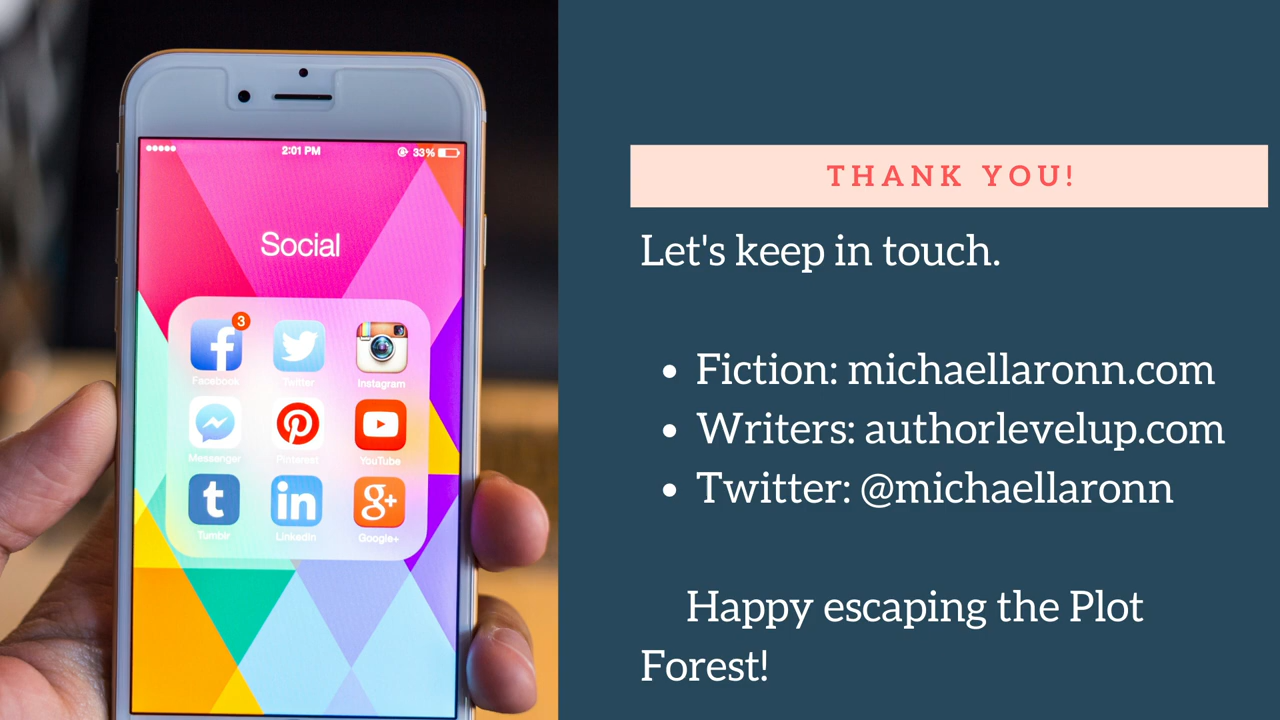 2:01 PM
33%
Social
3
Facebook
Twitter
Instagram
Messenger
Pinterest
YouTube
Tumblr
LinkedIn
Google+
THANK YOU!
Let's keep in touch.
• Fiction: michaellaronn.com
• Writers: authorlevelup.com
• Twitter: @michaellaronn
Happy escaping the Plot
Forest!